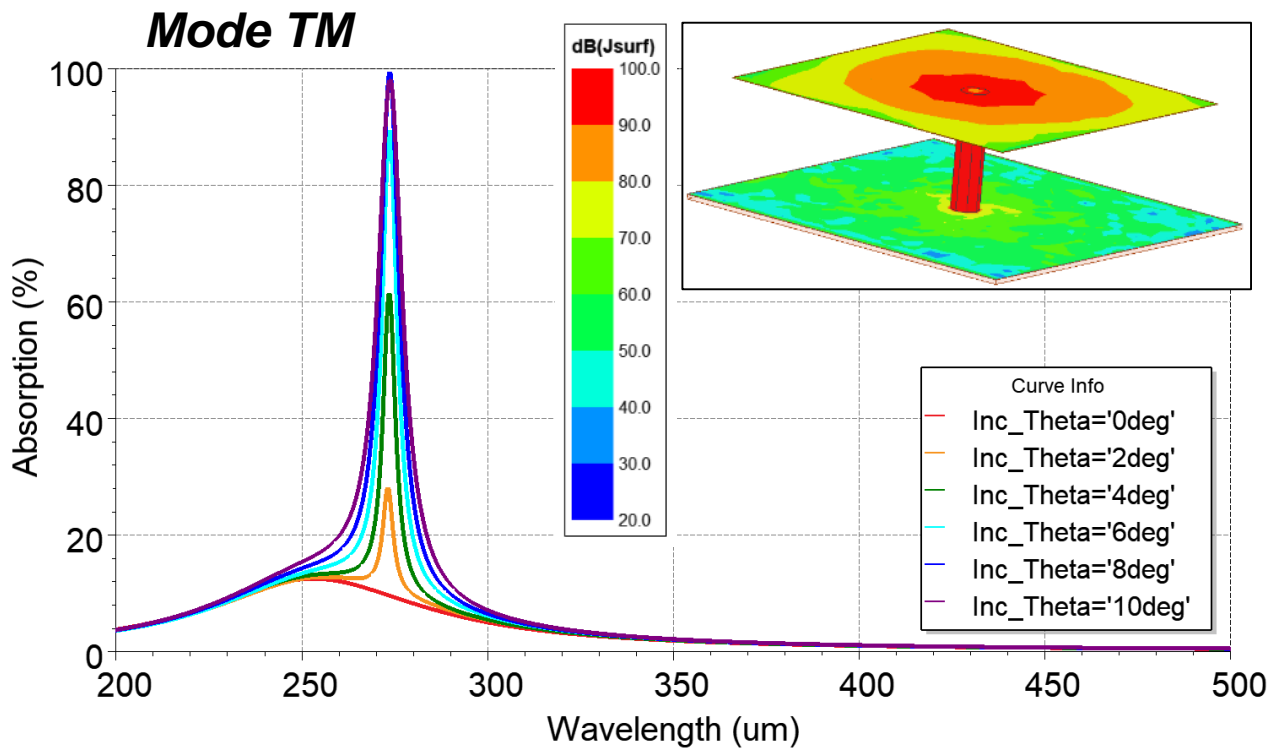 Mode TM
dB(Jsurf)
100.0
90.0
80.0
70.0
60.0
50.0
40.0
30.0
20.0
100
80
60
40
20
0
Absorption (%)
200
250
300
350
400
450
500
Wavelength (um)
Curve Info
Inc_Theta='0deg'
Inc_Theta='2deg'
Inc_Theta='4deg'
Inc_Theta='6deg'
Inc_Theta='8deg'
Inc_Theta='10deg'